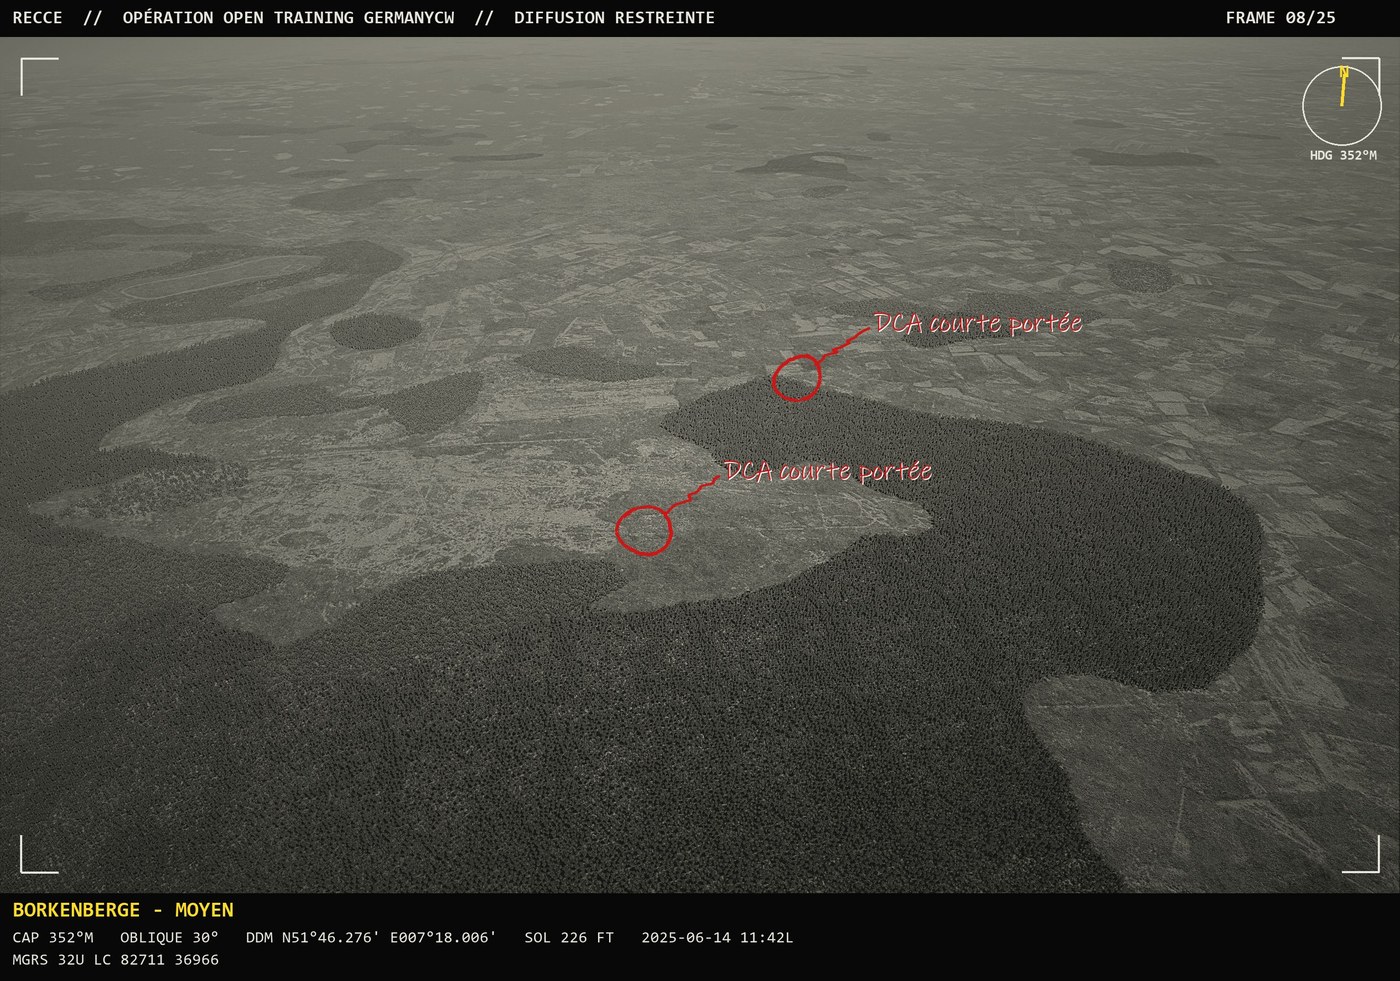 RECCE // OPÉRATION OPEN TRAINING GERMANYCW // DIFFUSION RESTREINTE FRAME 08/25
N
HDG 352°M
DCA courte portée
DCA courte portée
BORKENBERGE - MOYEN
CAP 352°M OBLIQUE 30° DDM N51°46.276' E007°18.006' SOL 226 FT 2025-06-14 11:42L
MGRS 32U LC 82711 36966